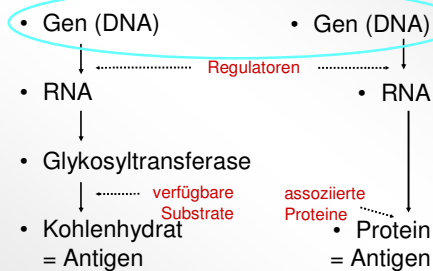 • Gen (DNA) • Gen (DNA)
Regulatoren
• RNA • RNA
• Glykosyltransferase
verfügbare assoziierte
Substrate Proteine
• Kohlenhydrat • Protein
= Antigen = Antigen